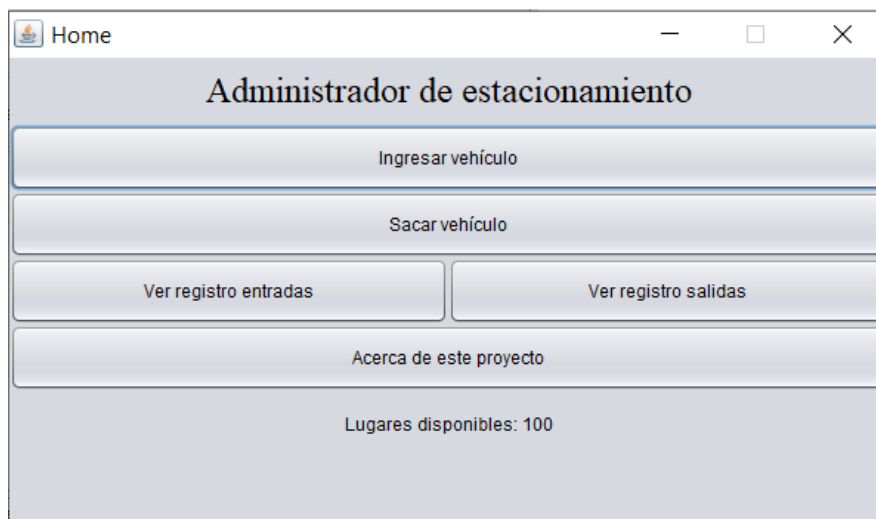 Home
Administrador de estacionamiento
Ingresar vehículo
Sacar vehículo
Ver registro entradas
Ver registro salidas
Acerca de este proyecto
Lugares disponibles: 100